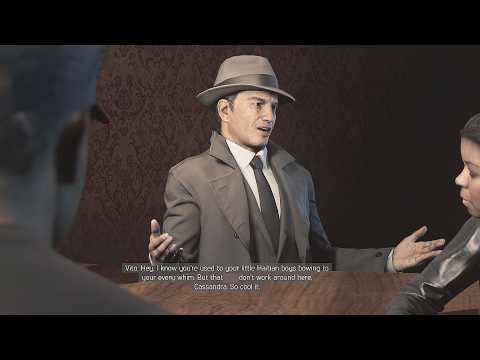 Vito: Hey. I know you're used to your little Haitian boys bowing to
your every whim. But that don't work around here,
Cassandra. So cool it.